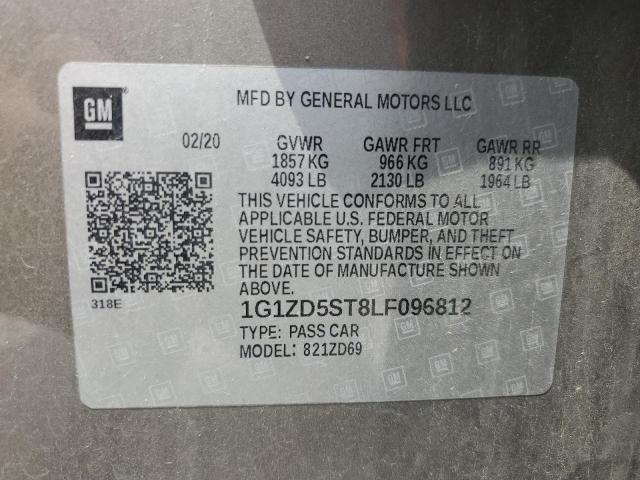 GM
MFD BY GENERAL MOTORS LLC
02/20 GVWR GAWR FRT GAWR RR
1857 KG 966 KG 891 KG
4093 LB 2130 LB 1964 LB
THIS VEHICLE CONFORMS TO ALL
APPLICABLE U.S. FEDERAL MOTOR
VEHICLE SAFETY, BUMPER, AND THEFT
PREVENTION STANDARDS IN EFFECT ON
THE DATE OF MANUFACTURE SHOWN
ABOVE.
318E
1G1ZD5ST8LF096812
TYPE: PASS CAR
MODEL: 821ZD69